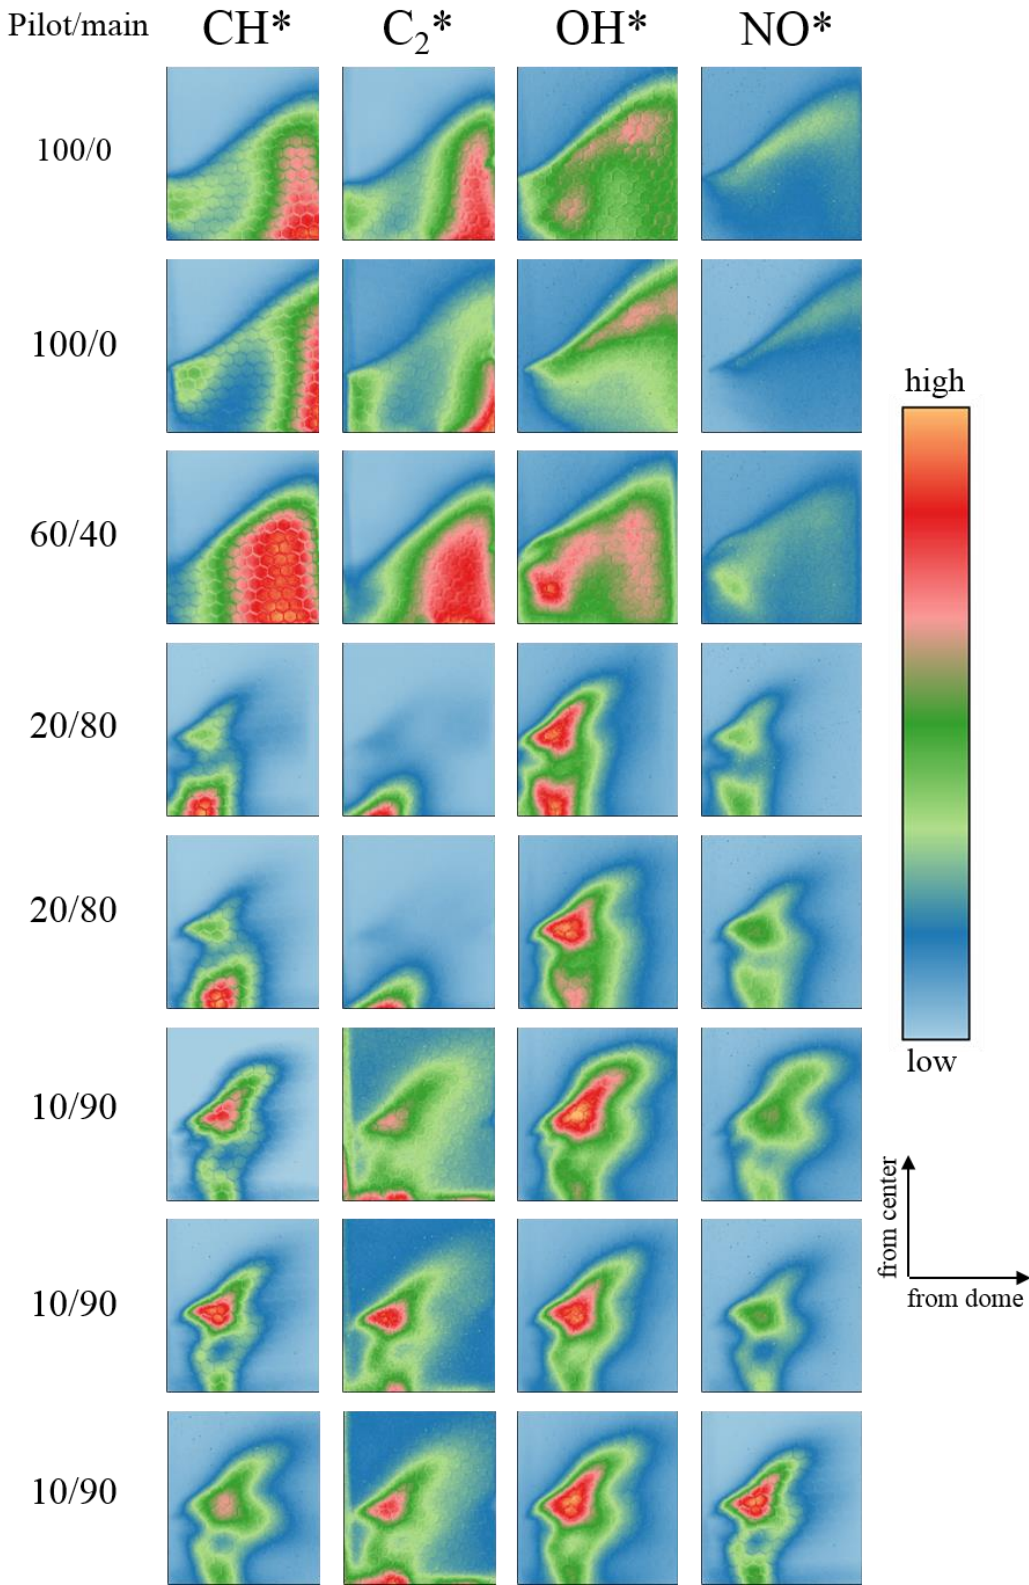 Pilot/main CH* C₂* OH* NO*
100/0
100/0
60/40
20/80
20/80
10/90
10/90
10/90
high
low
from center
from dome